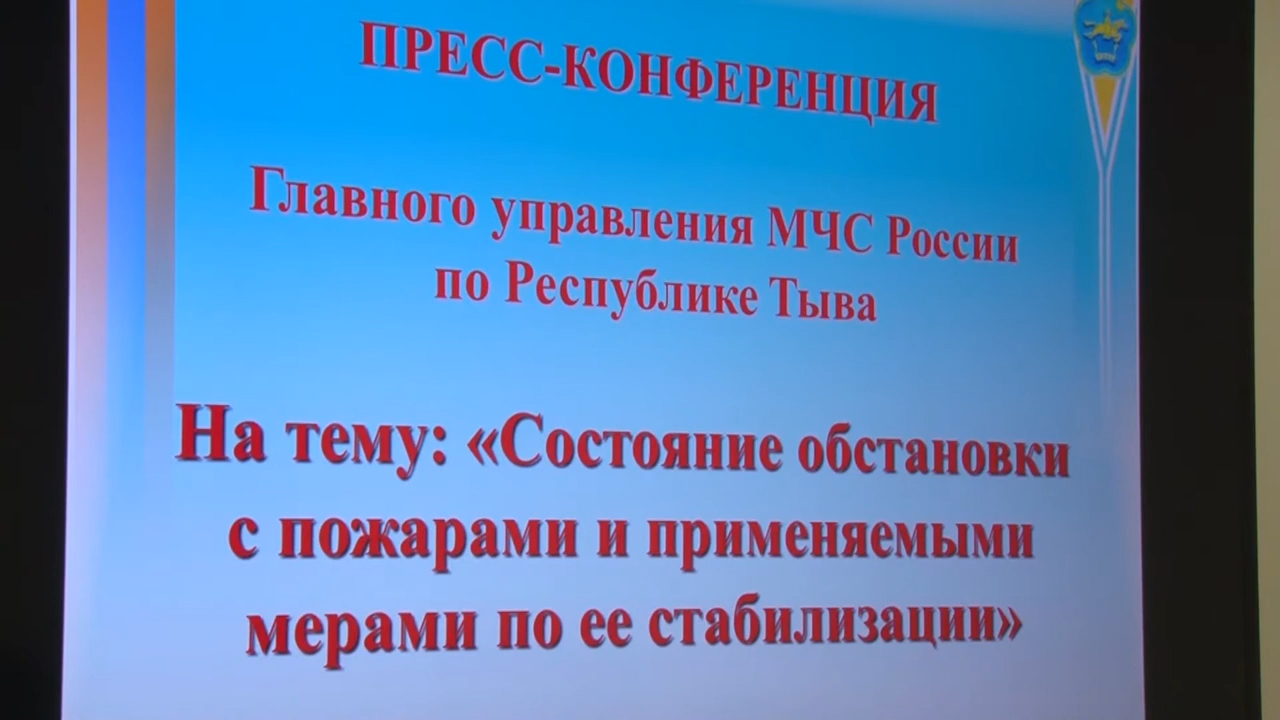 ПРЕСС-КОНФЕРЕНЦИЯ
Главного управления МЧС России
по Республике Тыва
На тему: «Состояние обстановки
с пожарами и применяемыми
мерами по ее стабилизации»